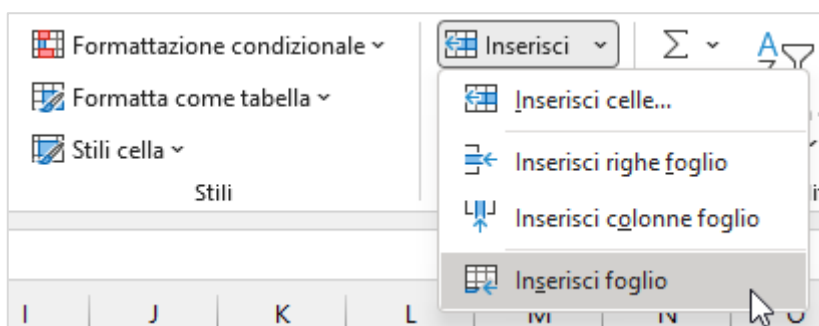 Formattazione condizionale
Formatta come tabella
Stili cella
Stili
Inserisci
Inserisci celle...
Inserisci righe foglio
Inserisci colonne foglio
Inserisci foglio
I J K L M N O